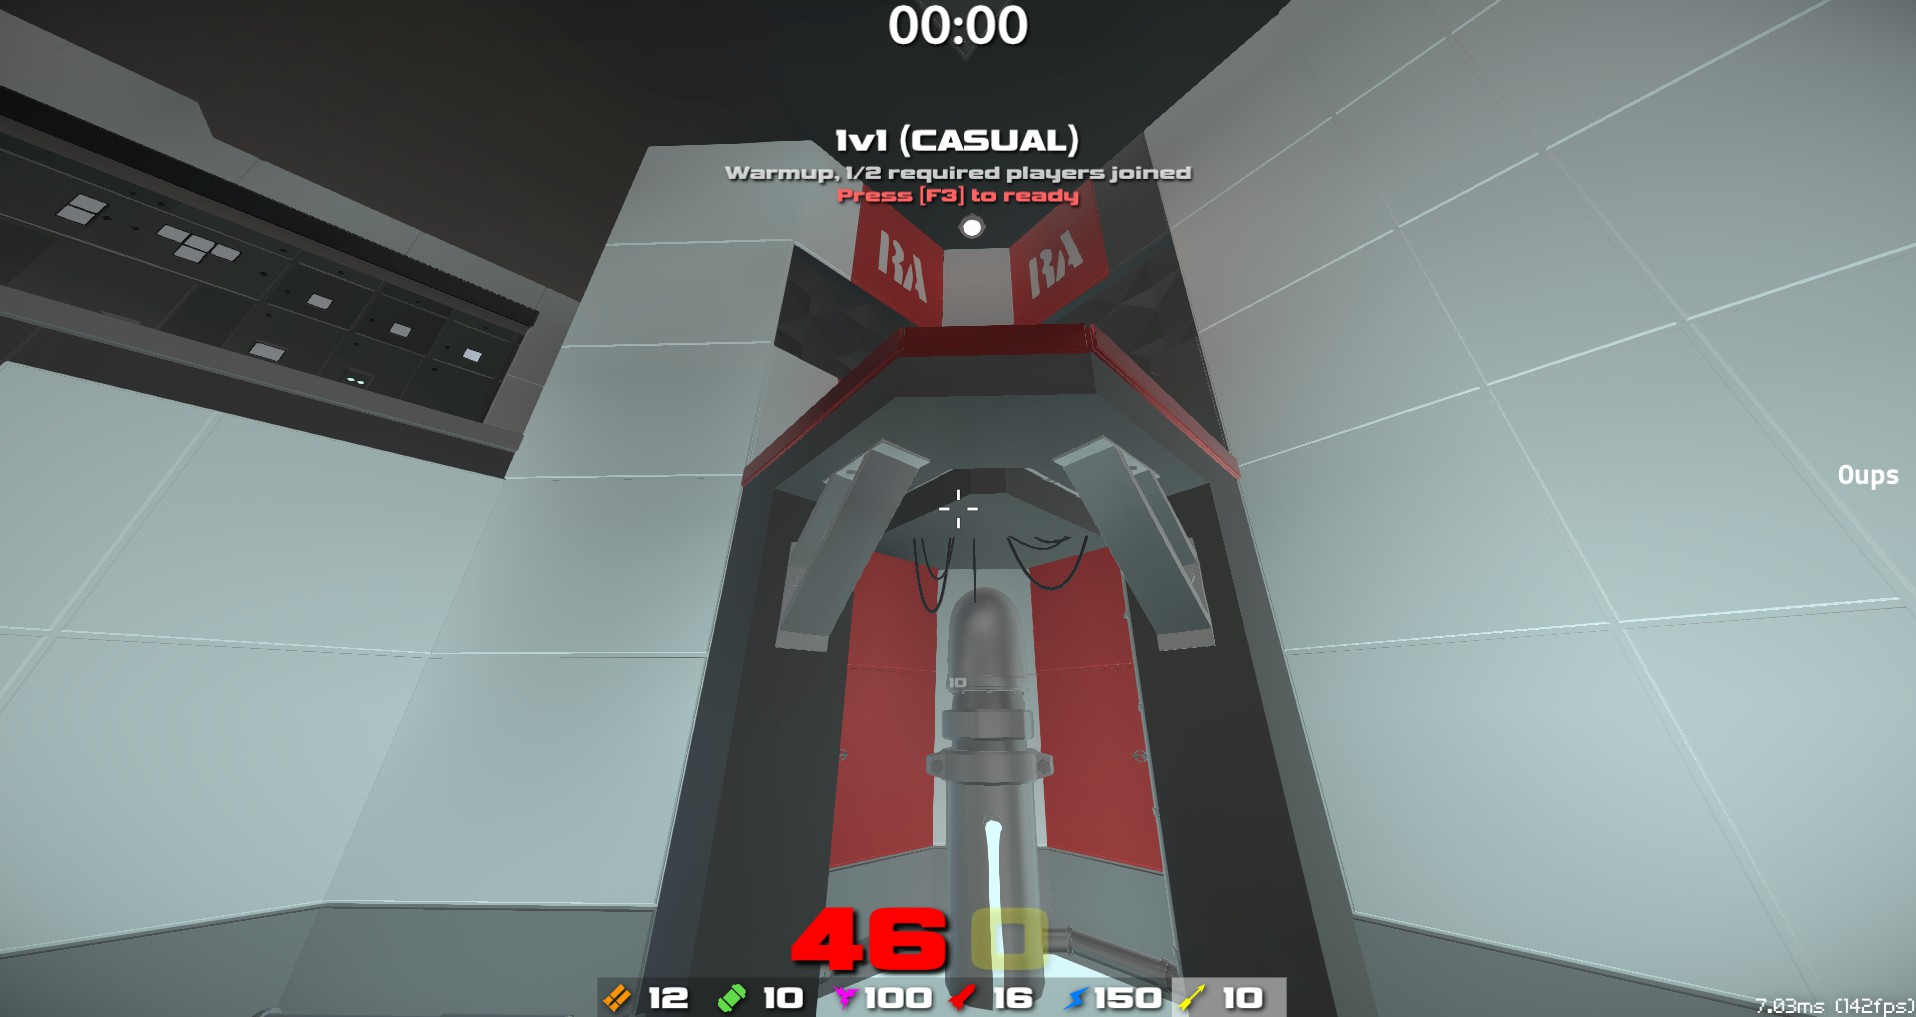 00:00
1v1 (CASUAL)
Warmup, 1/2 required players joined
Press [F3] to ready
RA RA
Oups
10
46 0
12 10 100 16 150 10
7.03ms (142fps)